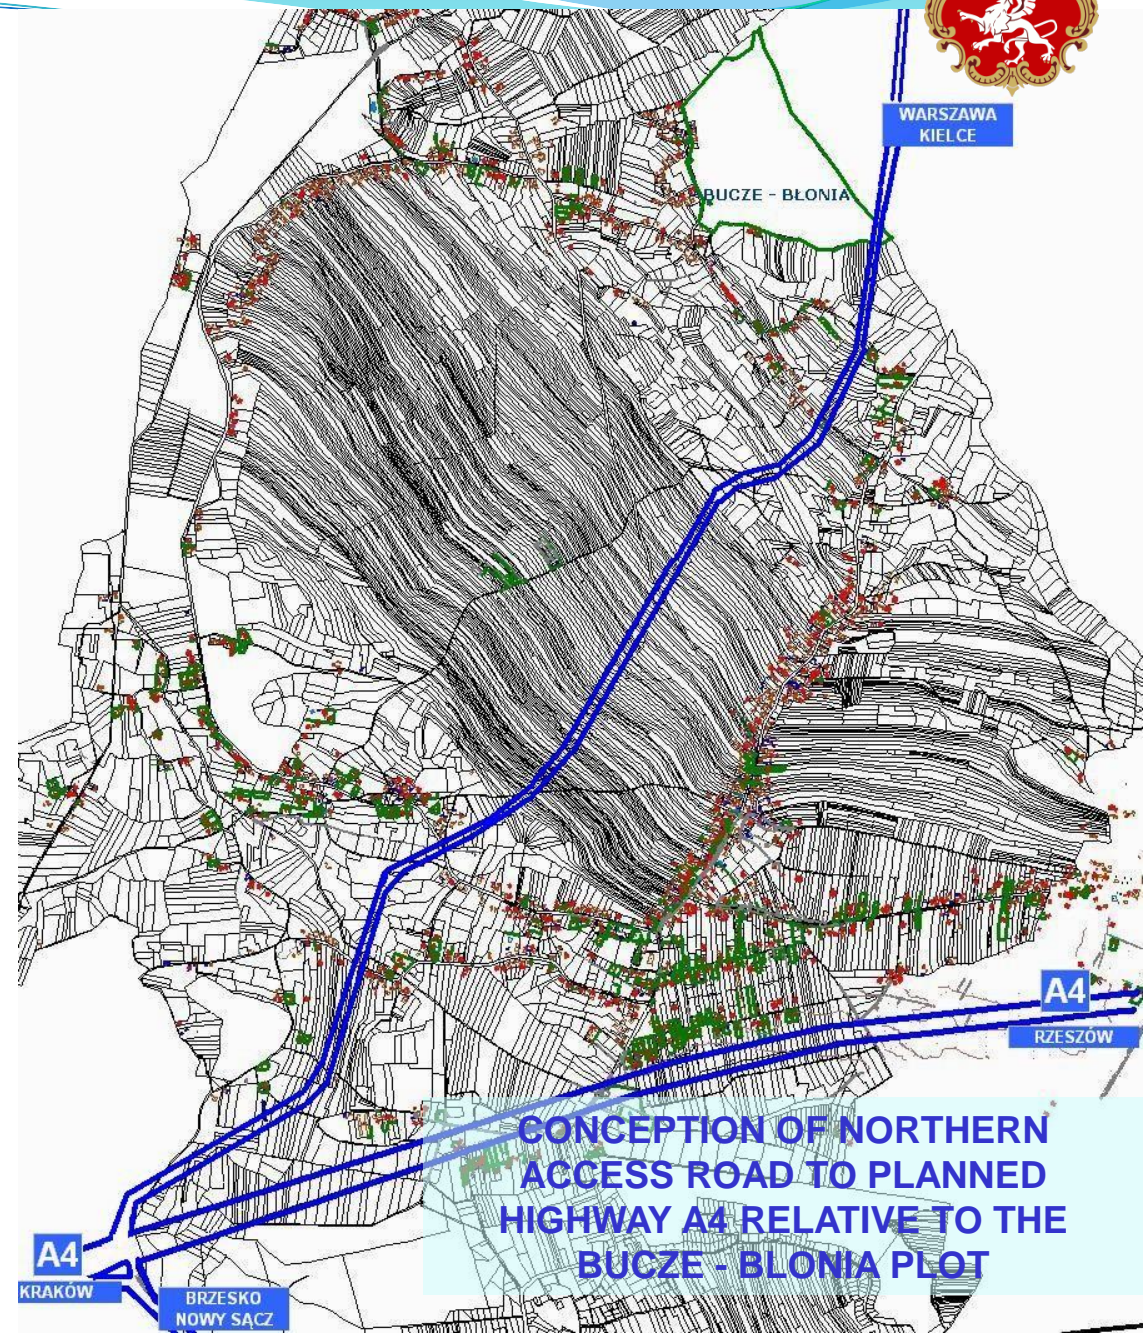 WARSZAWA
KIELCE
BUCZE - BŁONIA
A4
RZESZÓW
CONCEPTION OF NORTHERN
ACCESS ROAD TO PLANNED
HIGHWAY A4 RELATIVE TO THE
BUCZE - BLONIA PLOT
A4
KRAKÓW
BRZESKO
NOWY SĄCZ